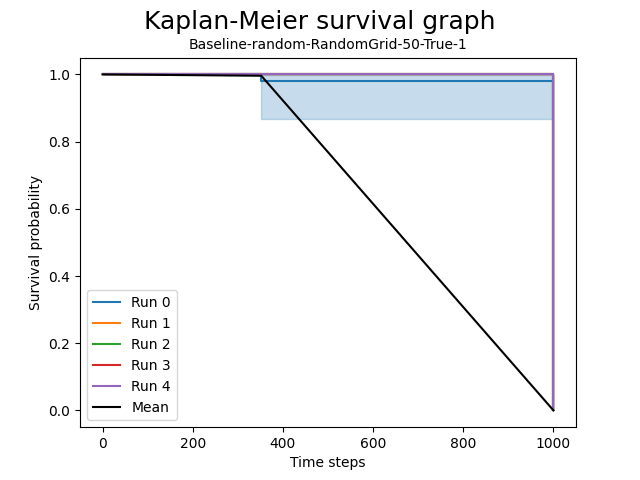 Kaplan-Meier survival graph
Baseline-random-RandomGrid-50-True-1
Survival probability
1.0
0.8
0.6
0.4
0.2
0.0
Run 0
Run 1
Run 2
Run 3
Run 4
Mean
0 200 400 600 800 1000
Time steps